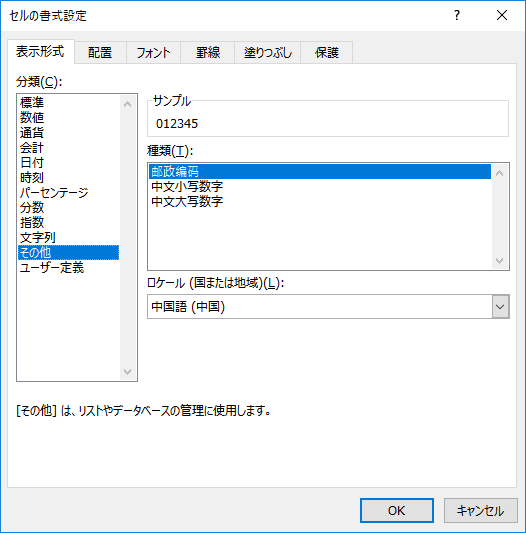 セルの書式設定
表示形式 配置 フォント 罫線 塗りつぶし 保護
分類(C):
標準
数値
通貨
会計
日付
時刻
パーセンテージ
分数
指数
文字列
その他
ユーザー定義
サンプル
012345
種類(T):
邮政编码
中文小写数字
中文大写数字
ロケール (国または地域)(L):
中国語 (中国)
[その他] は、リストやデータベースの管理に使用します。
OK キャンセル